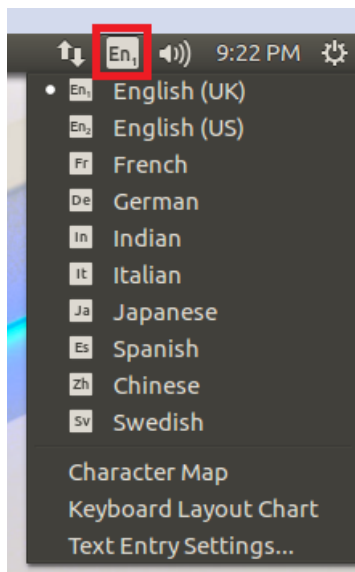 En₁ 9:22 PM
En₁ English (UK)
En₂ English (US)
Fr French
De German
In Indian
It Italian
Ja Japanese
Es Spanish
Zh Chinese
Sv Swedish
Character Map
Keyboard Layout Chart
Text Entry Settings...